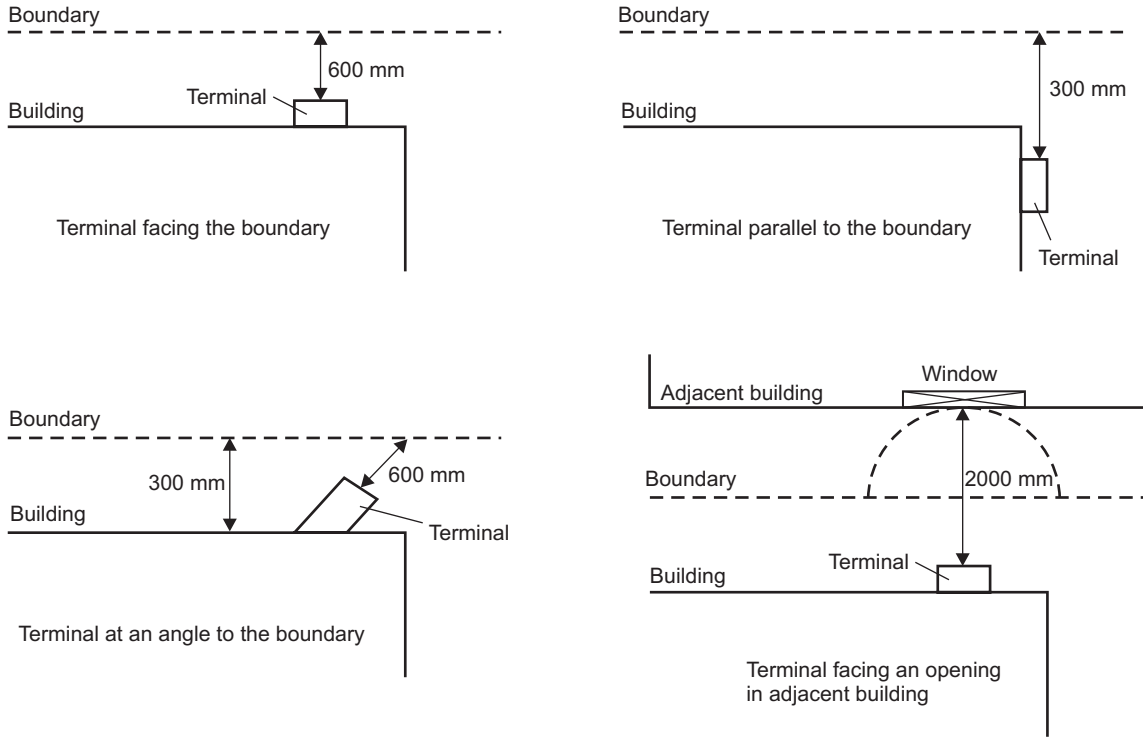 Boundary
600 mm
Terminal
Building
Terminal facing the boundary
Boundary
300 mm
Building
Terminal parallel to the boundary
Terminal
Boundary
300 mm
600 mm
Building
Terminal
Terminal at an angle to the boundary
Window
Adjacent building
Boundary
2000 mm
Terminal
Building
Terminal facing an opening
in adjacent building